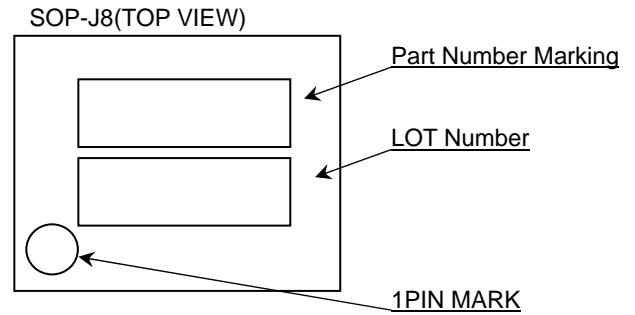 SOP-J8(TOP VIEW)
Part Number Marking
LOT Number
1PIN MARK